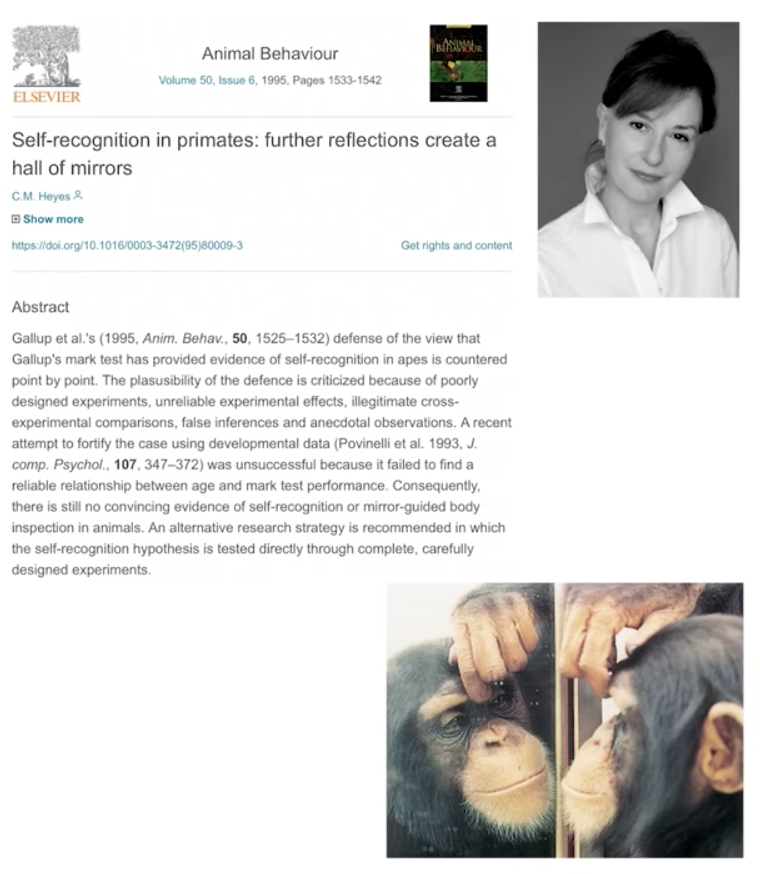 ELSEVIER
Animal Behaviour
Volume 50, Issue 6, 1995, Pages 1533-1542
ANIMAL
BEHAVIOUR
Self-recognition in primates: further reflections create a
hall of mirrors
C.M. Heyes
Show more
https://doi.org/10.1016/0003-3472(95)80009-3
Get rights and content
Abstract
Gallup et al.'s (1995, Anim. Behav., 50, 1525–1532) defense of the view that
Gallup's mark test has provided evidence of self-recognition in apes is countered
point by point. The plasusibility of the defence is criticized because of poorly
designed experiments, unreliable experimental effects, illegitimate cross-
experimental comparisons, false inferences and anecdotal observations. A recent
attempt to fortify the case using developmental data (Povinelli et al. 1993, J.
comp. Psychol., 107, 347–372) was unsuccessful because it failed to find a
reliable relationship between age and mark test performance. Consequently,
there is still no convincing evidence of self-recognition or mirror-guided body
inspection in animals. An alternative research strategy is recommended in which
the self-recognition hypothesis is tested directly through complete, carefully
designed experiments.